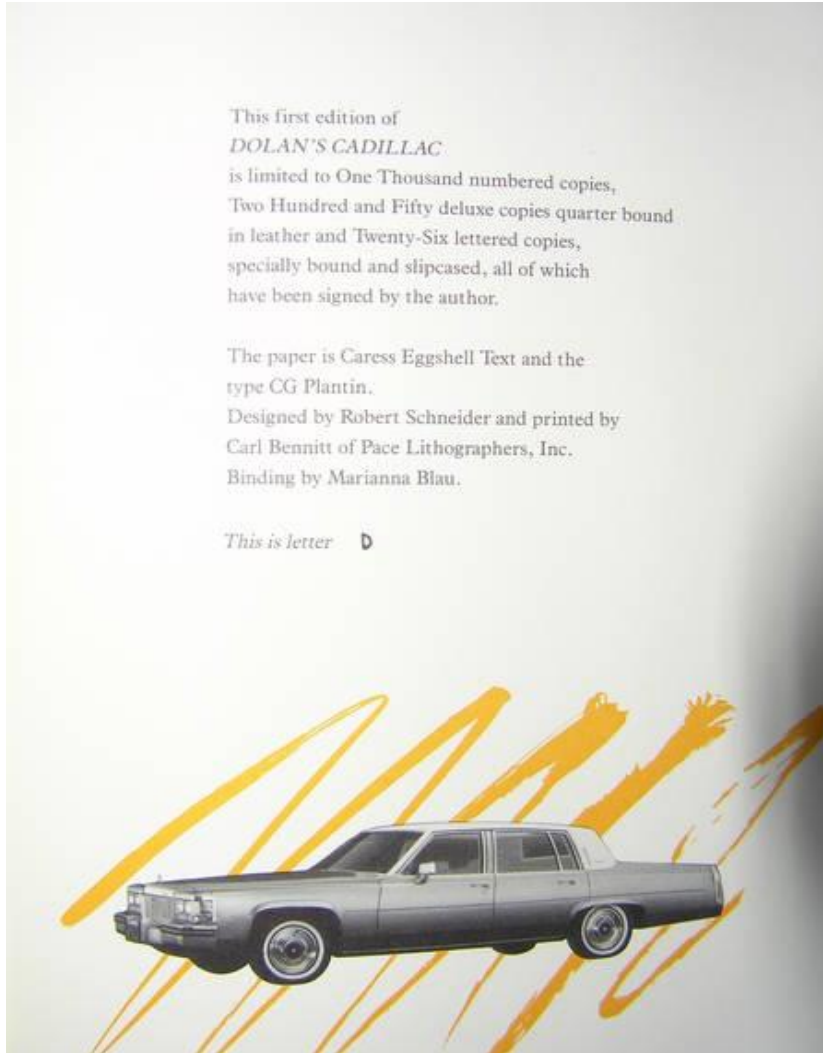 This first edition of
DOLAN'S CADILLAC
is limited to One Thousand numbered copies,
Two Hundred and Fifty deluxe copies quarter bound
in leather and Twenty-Six lettered copies,
specially bound and slipcased, all of which
have been signed by the author.
The paper is Caress Eggshell Text and the
type CG Plantin.
Designed by Robert Schneider and printed by
Carl Bennitt of Pace Lithographers, Inc.
Binding by Marianna Blau.
This is letter D